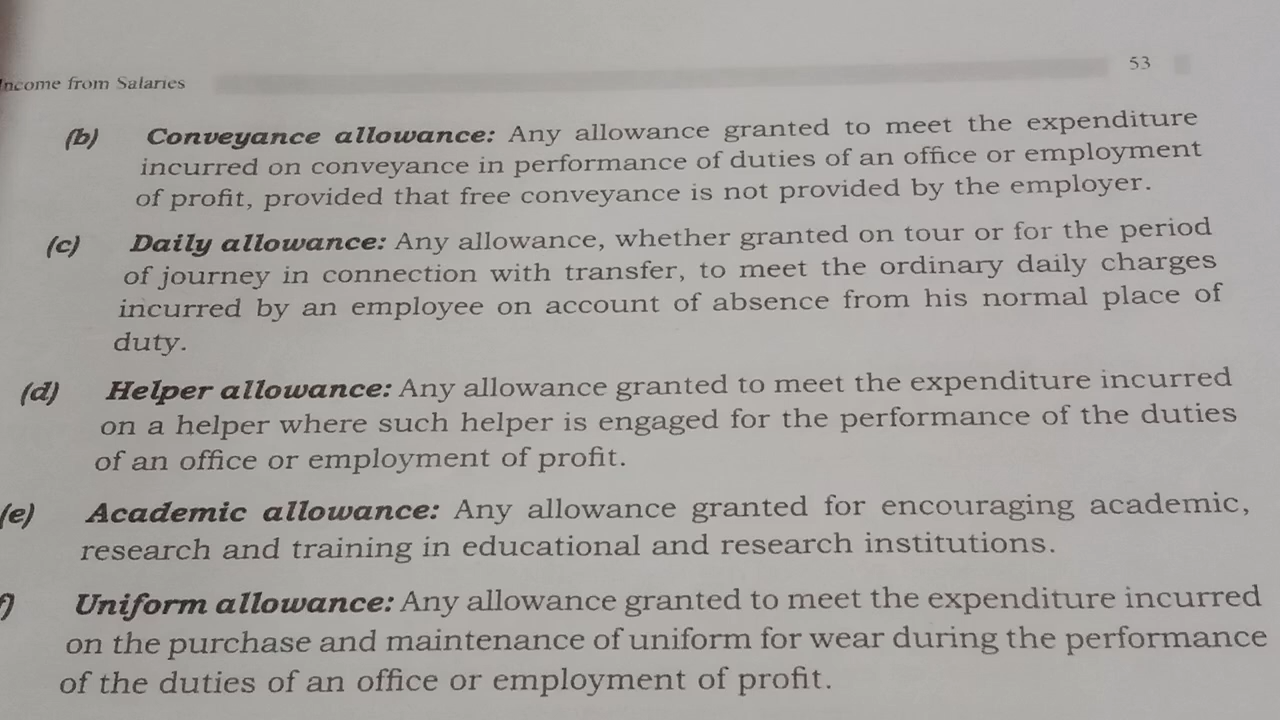 Income from Salaries 53
(b) Conveyance allowance: Any allowance granted to meet the expenditure
incurred on conveyance in performance of duties of an office or employment
of profit, provided that free conveyance is not provided by the employer.
(c) Daily allowance: Any allowance, whether granted on tour or for the period
of journey in connection with transfer, to meet the ordinary daily charges
incurred by an employee on account of absence from his normal place of
duty.
(d) Helper allowance: Any allowance granted to meet the expenditure incurred
on a helper where such helper is engaged for the performance of the duties
of an office or employment of profit.
(e) Academic allowance: Any allowance granted for encouraging academic,
research and training in educational and research institutions.
f) Uniform allowance: Any allowance granted to meet the expenditure incurred
on the purchase and maintenance of uniform for wear during the performance
of the duties of an office or employment of profit.